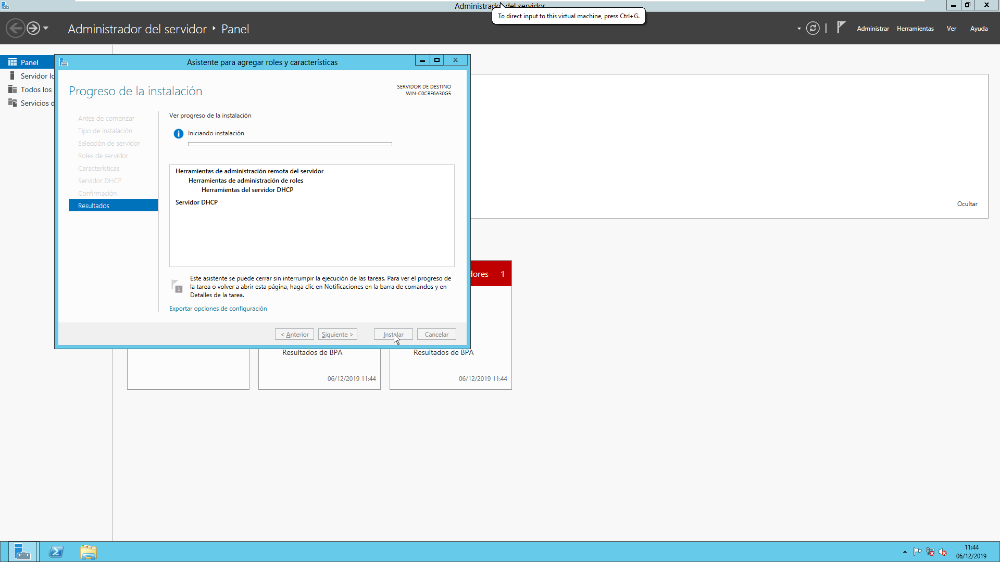 Administrador del servidor
To direct input to this virtual machine, press Ctrl+G.
Administrador del servidor ‣ Panel
Administrar
Herramientas
Ver
Ayuda
Panel
Servidor lo
Todos los
Servicios d
Asistente para agregar roles y características
Progreso de la instalación
SERVIDOR DE DESTINO
WIN-C0CBF6A30G5
Antes de comenzar
Tipo de instalación
Selección de servidor
Roles de servidor
Características
Servidor DHCP
Confirmación
Resultados
Ver progreso de la instalación
Iniciando instalación
Herramientas de administración remota del servidor
Herramientas de administración de roles
Herramientas del servidor DHCP
Servidor DHCP
1
Este asistente se puede cerrar sin interrumpir la ejecución de las tareas. Para ver el progreso de
la tarea o volver a abrir esta página, haga clic en Notificaciones en la barra de comandos y en
Detalles de la tarea.
Exportar opciones de configuración
< Anterior
Siguiente >
Instalar
Cancelar
Ocultar
dores 1
Resultados de BPA
06/12/2019 11:44
Resultados de BPA
06/12/2019 11:44
11:44
06/12/2019